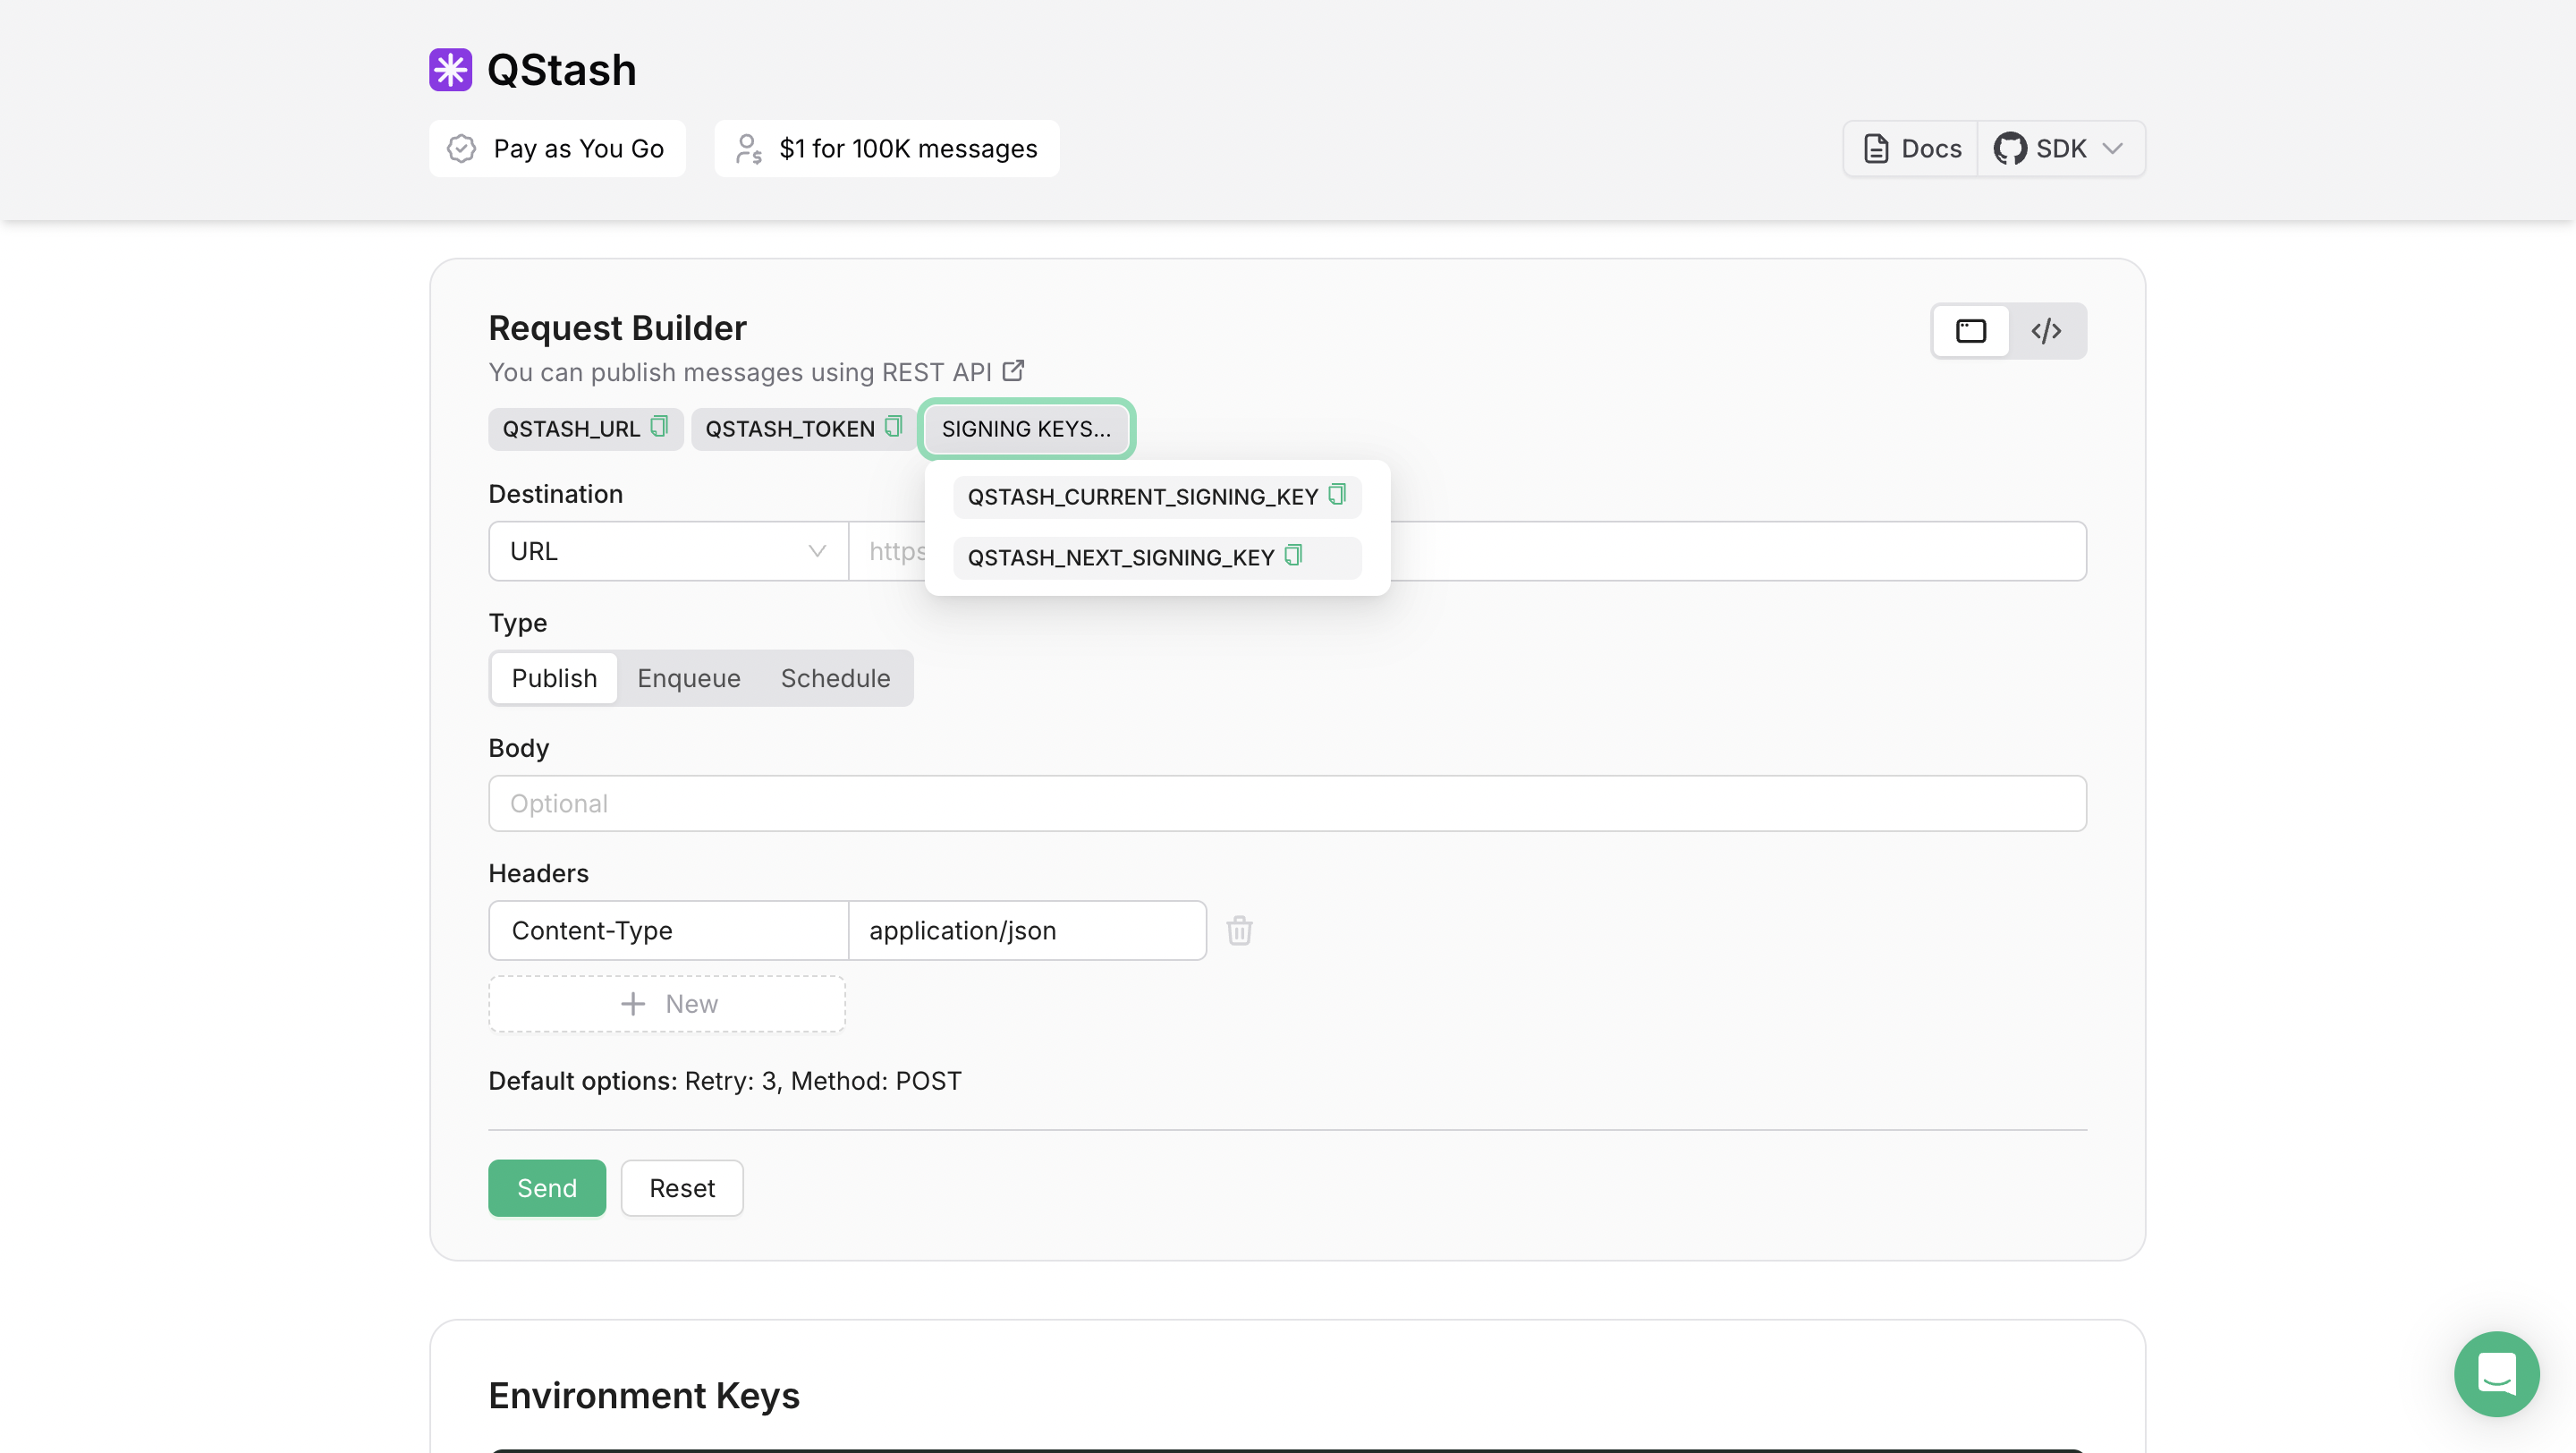 QStash
Pay as You Go
$1 for 100K messages
Docs
SDK
Request Builder
You can publish messages using REST API
QSTASH_URL
QSTASH_TOKEN
SIGNING KEYS...
QSTASH_CURRENT_SIGNING_KEY
QSTASH_NEXT_SIGNING_KEY
Destination
URL
https
Type
Publish
Enqueue
Schedule
Body
Optional
Headers
Content-Type
application/json
New
Default options: Retry: 3, Method: POST
Send
Reset
Environment Keys